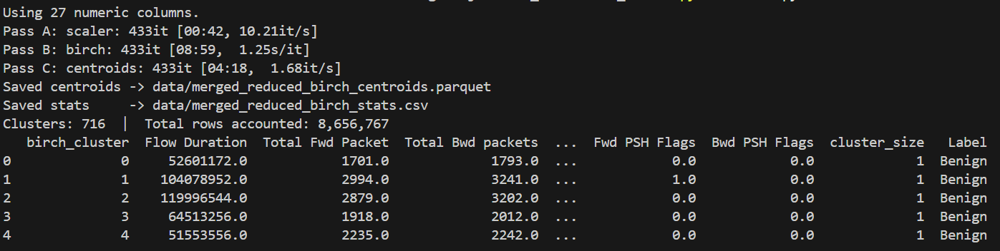 Using 27 numeric columns.
Pass A: scaler: 433it [00:42, 10.21it/s]
Pass B: birch: 433it [08:59,  1.25s/it]
Pass C: centroids: 433it [04:18,  1.68it/s]
Saved centroids -> data/merged_reduced_birch_centroids.parquet
Saved stats     -> data/merged_reduced_birch_stats.csv
Clusters: 716  |  Total rows accounted: 8,656,767
   birch_cluster  Flow Duration  Total Fwd Packet  Total Bwd packets  ...  Fwd PSH Flags  Bwd PSH Flags  cluster_size   Label
0              0     52601172.0            1701.0             1793.0  ...            0.0            0.0             1  Benign
1              1    104078952.0            2994.0             3241.0  ...            1.0            0.0             1  Benign
2              2    119996544.0            2879.0             3202.0  ...            0.0            0.0             1  Benign
3              3     64513256.0            1918.0             2012.0  ...            0.0            0.0             1  Benign
4              4     51553556.0            2235.0             2242.0  ...            0.0            0.0             1  Benign